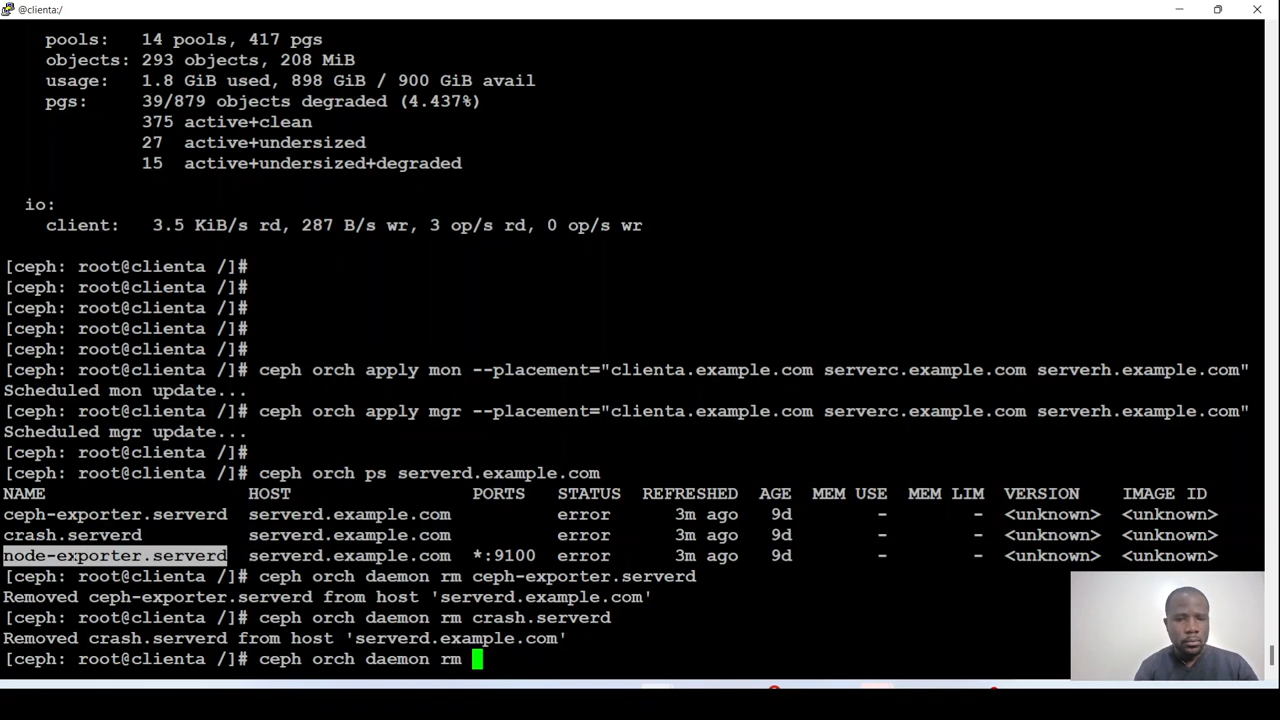 @clienta:/
pools: 14 pools, 417 pgs
objects: 293 objects, 208 MiB
usage: 1.8 GiB used, 898 GiB / 900 GiB avail
pgs: 39/879 objects degraded (4.437%)
375 active+clean
27 active+undersized
15 active+undersized+degraded
io:
client: 3.5 KiB/s rd, 287 B/s wr, 3 op/s rd, 0 op/s wr
[ceph: root@clienta /]#
[ceph: root@clienta /]#
[ceph: root@clienta /]#
[ceph: root@clienta /]#
[ceph: root@clienta /]#
[ceph: root@clienta /]# ceph orch apply mon --placement="clienta.example.com serverc.example.com serverh.example.com"
Scheduled mon update...
[ceph: root@clienta /]# ceph orch apply mgr --placement="clienta.example.com serverc.example.com serverh.example.com"
Scheduled mgr update...
[ceph: root@clienta /]#
[ceph: root@clienta /]# ceph orch ps serverd.example.com
NAME HOST PORTS STATUS REFRESHED AGE MEM USE MEM LIM VERSION IMAGE ID
ceph-exporter.serverd serverd.example.com error 3m ago 9d - - <unknown> <unknown>
crash.serverd serverd.example.com error 3m ago 9d - - <unknown> <unknown>
node-exporter.serverd serverd.example.com *:9100 error 3m ago 9d - - <unknown> <unknown>
[ceph: root@clienta /]# ceph orch daemon rm ceph-exporter.serverd
Removed ceph-exporter.serverd from host 'serverd.example.com'
[ceph: root@clienta /]# ceph orch daemon rm crash.serverd
Removed crash.serverd from host 'serverd.example.com'
[ceph: root@clienta /]# ceph orch daemon rm